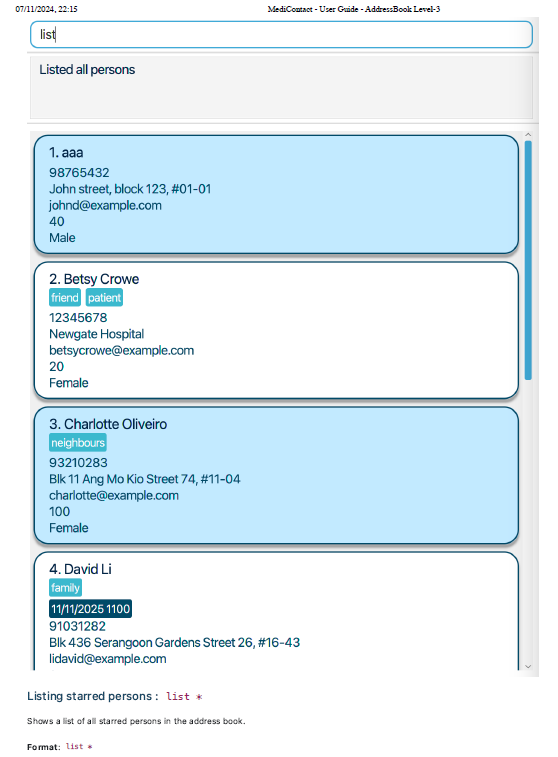 07/11/2024, 22:15 MediContact - User Guide - AddressBook Level-3
list
Listed all persons
1. aaa
98765432
John street, block 123, #01-01
johnd@example.com
40
Male
2. Betsy Crowe
friend patient
12345678
Newgate Hospital
betsycrowe@example.com
20
Female
3. Charlotte Oliveiro
neighbours
93210283
Blk 11 Ang Mo Kio Street 74, #11-04
charlotte@example.com
100
Female
4. David Li
family
11/11/2025 1100
91031282
Blk 436 Serangoon Gardens Street 26, #16-43
lidavid@example.com
Listing starred persons : list *
Shows a list of all starred persons in the address book.
Format: list *